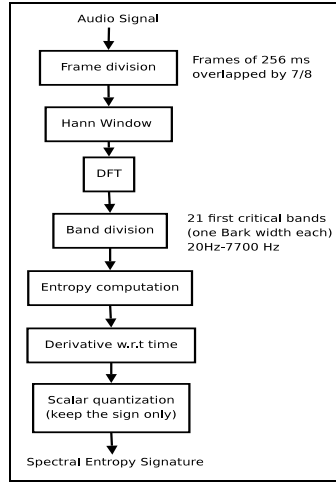 Audio Signal
Frame division
Frames of 256 ms
overlapped by 7/8
Hann Window
DFT
Band division
21 first critical bands
(one Bark width each)
20Hz-7700 Hz
Entropy computation
Derivative w.r.t time
Scalar quantization
(keep the sign only)
Spectral Entropy Signature